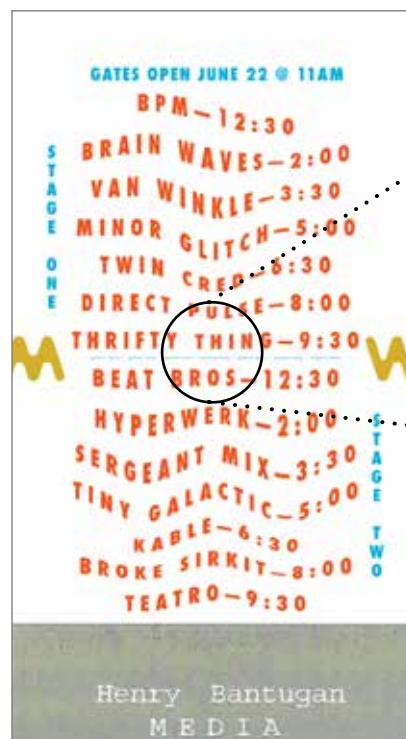 GATES OPEN JUNE 22 @ 11AM
BPM—12:30
BRAIN WAVES—2:00
VAN WINKLE—3:30
MINOR GLITCH—5:00
TWIN CRED—6:30
DIRECT PULSE—8:00
THRIFTY THING—9:30
STAGE ONE
BEAT BROS—12:30
HYPERWERK—2:00
SERGEANT MIX—3:30
TINY GALACTIC—5:00
KABLE—6:30
BROKE SIRKIT—8:00
TEATRO—9:30
STAGE TWO
Henry Bantugan
MEDIA